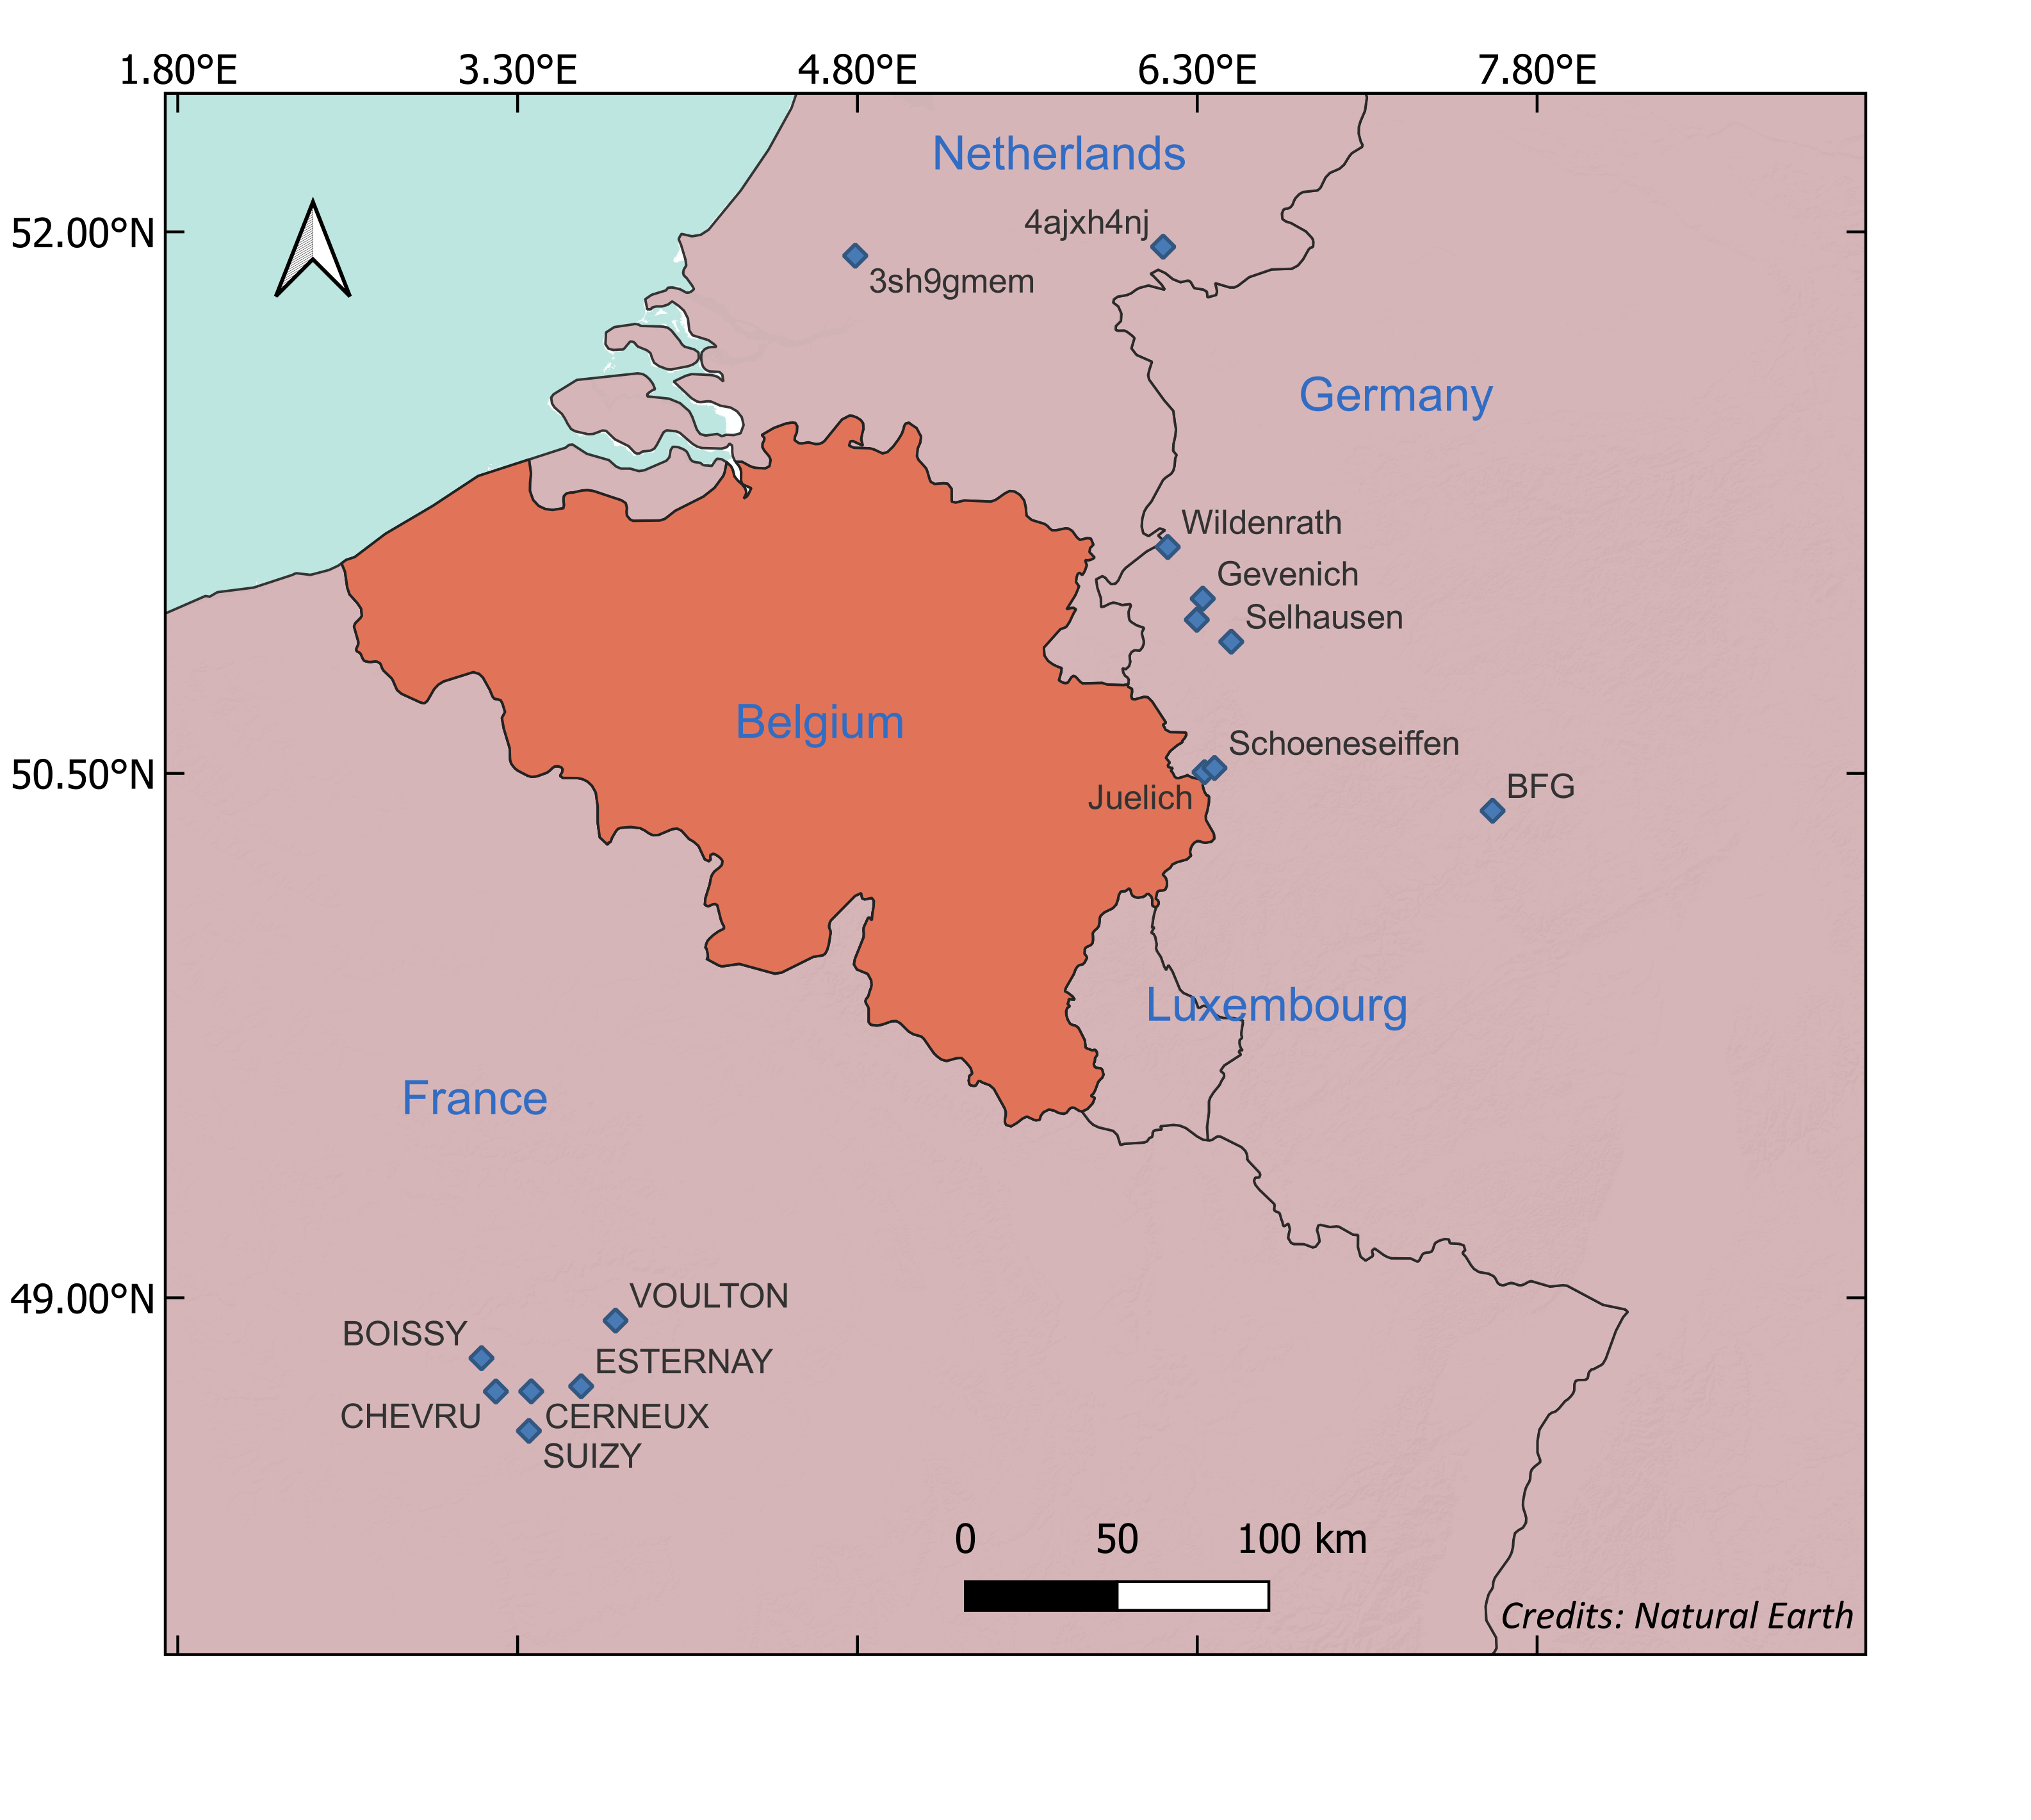 1.80°E 3.30°E 4.80°E 6.30°E 7.80°E
Netherlands
52.00°N
4ajxh4nj
3sh9gmem
Germany
Wildenrath
Gevenich
Selhausen
Belgium
Schoeneseiffen
50.50°N
Juelich
BFG
Luxembourg
France
49.00°N
VOULTON
BOISSY
ESTERNAY
CHEVRU
CERNEUX
SUIZY
0 50 100 km
Credits: Natural Earth